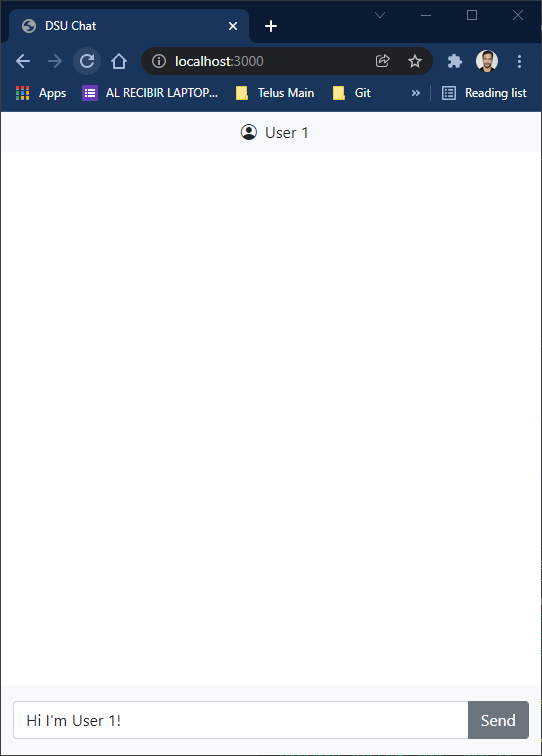 DSU Chat
localhost:3000
Apps AL RECIBIR LAPTOP... Telus Main Git » Reading list
User 1
Hi I'm User 1! Send